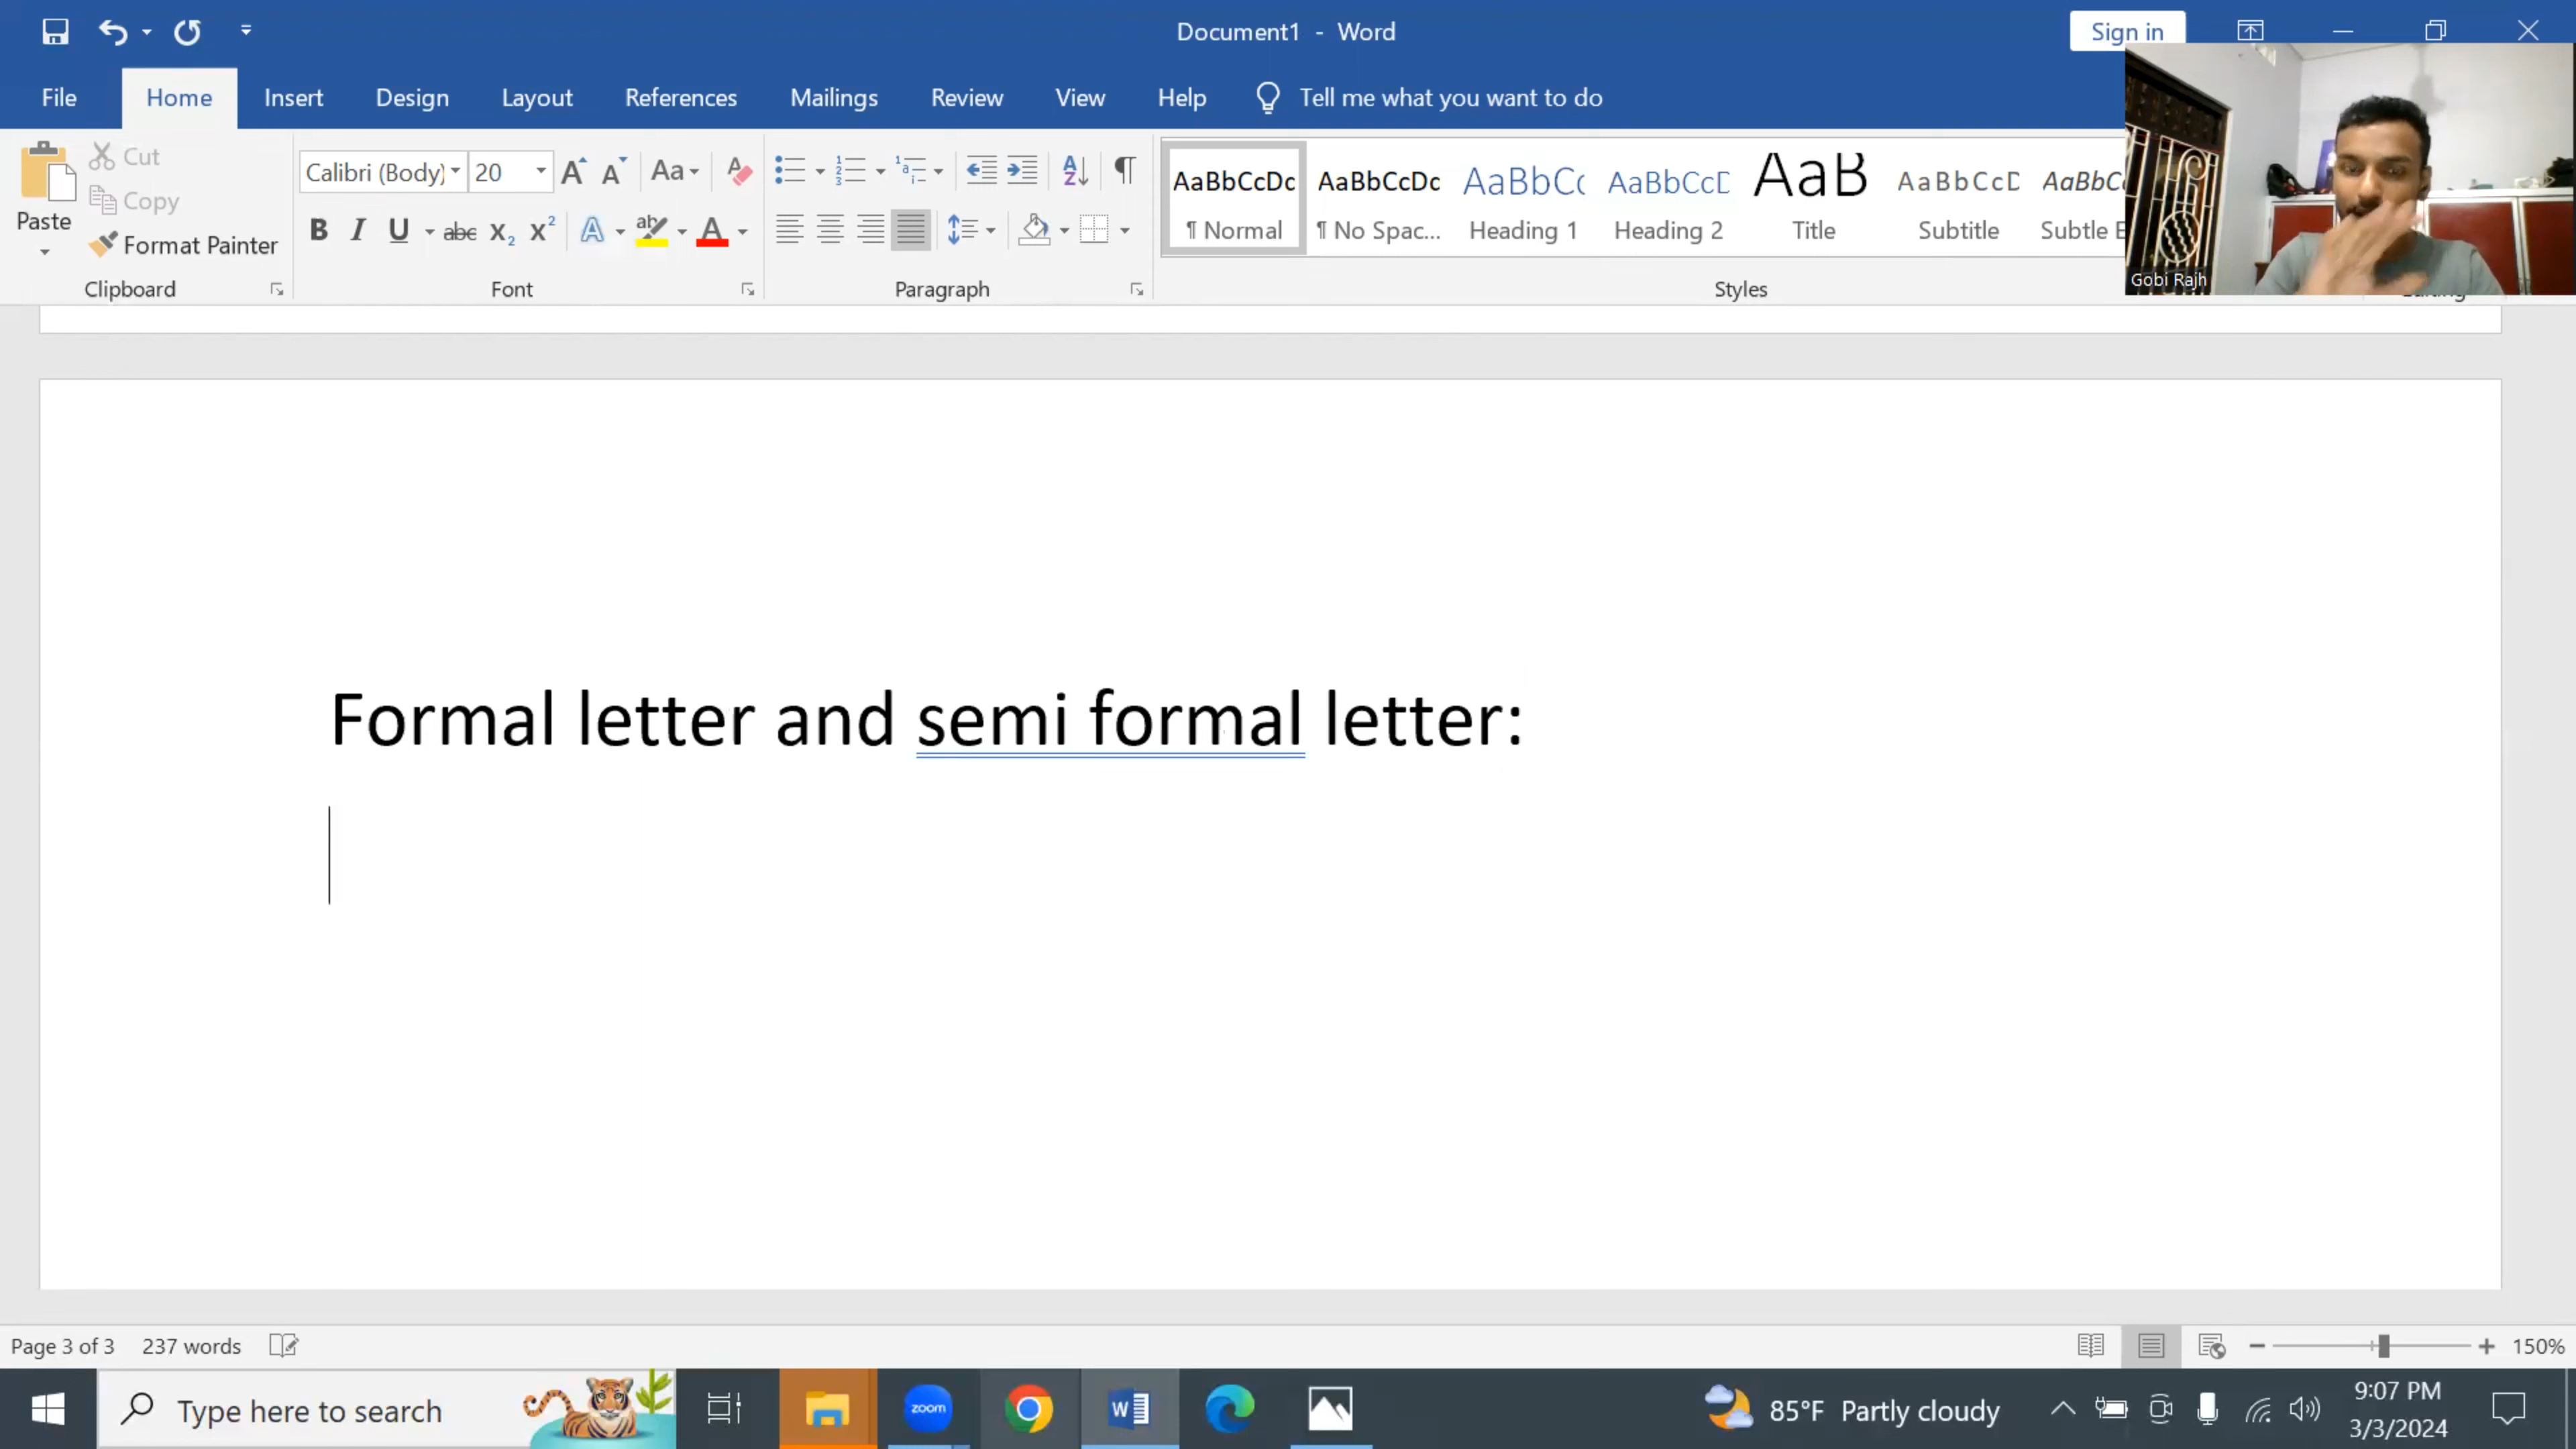 Document1 - Word
Sign in
File Home Insert Design Layout References Mailings Review View Help Tell me what you want to do
Paste
Cut
Copy
Format Painter
Clipboard
Calibri (Body) 20
Font
Paragraph
AaBbCcDc AaBbCcDc AaBbCc AaBbCcD AaB AaBbCcD AaBbCc
¶ Normal ¶ No Spac... Heading 1 Heading 2 Title Subtitle Subtle E
Styles
Gobi Rajh
Formal letter and semi formal letter:
Page 3 of 3 237 words
150%
Type here to search
zoom
85°F Partly cloudy
9:07 PM
3/3/2024